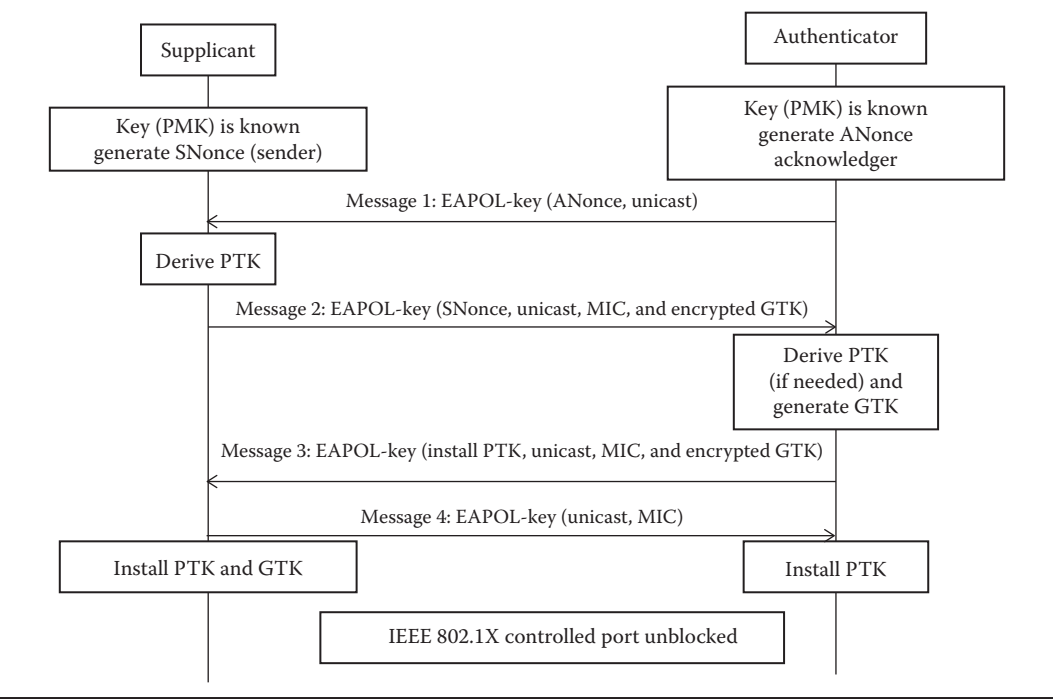 Supplicant
Authenticator
Key (PMK) is known
generate SNonce (sender)
Key (PMK) is known
generate ANonce
acknowledger
Message 1: EAPOL-key (ANonce, unicast)
Derive PTK
Message 2: EAPOL-key (SNonce, unicast, MIC, and encrypted GTK)
Derive PTK
(if needed) and
generate GTK
Message 3: EAPOL-key (install PTK, unicast, MIC, and encrypted GTK)
Message 4: EAPOL-key (unicast, MIC)
Install PTK and GTK
Install PTK
IEEE 802.1X controlled port unblocked